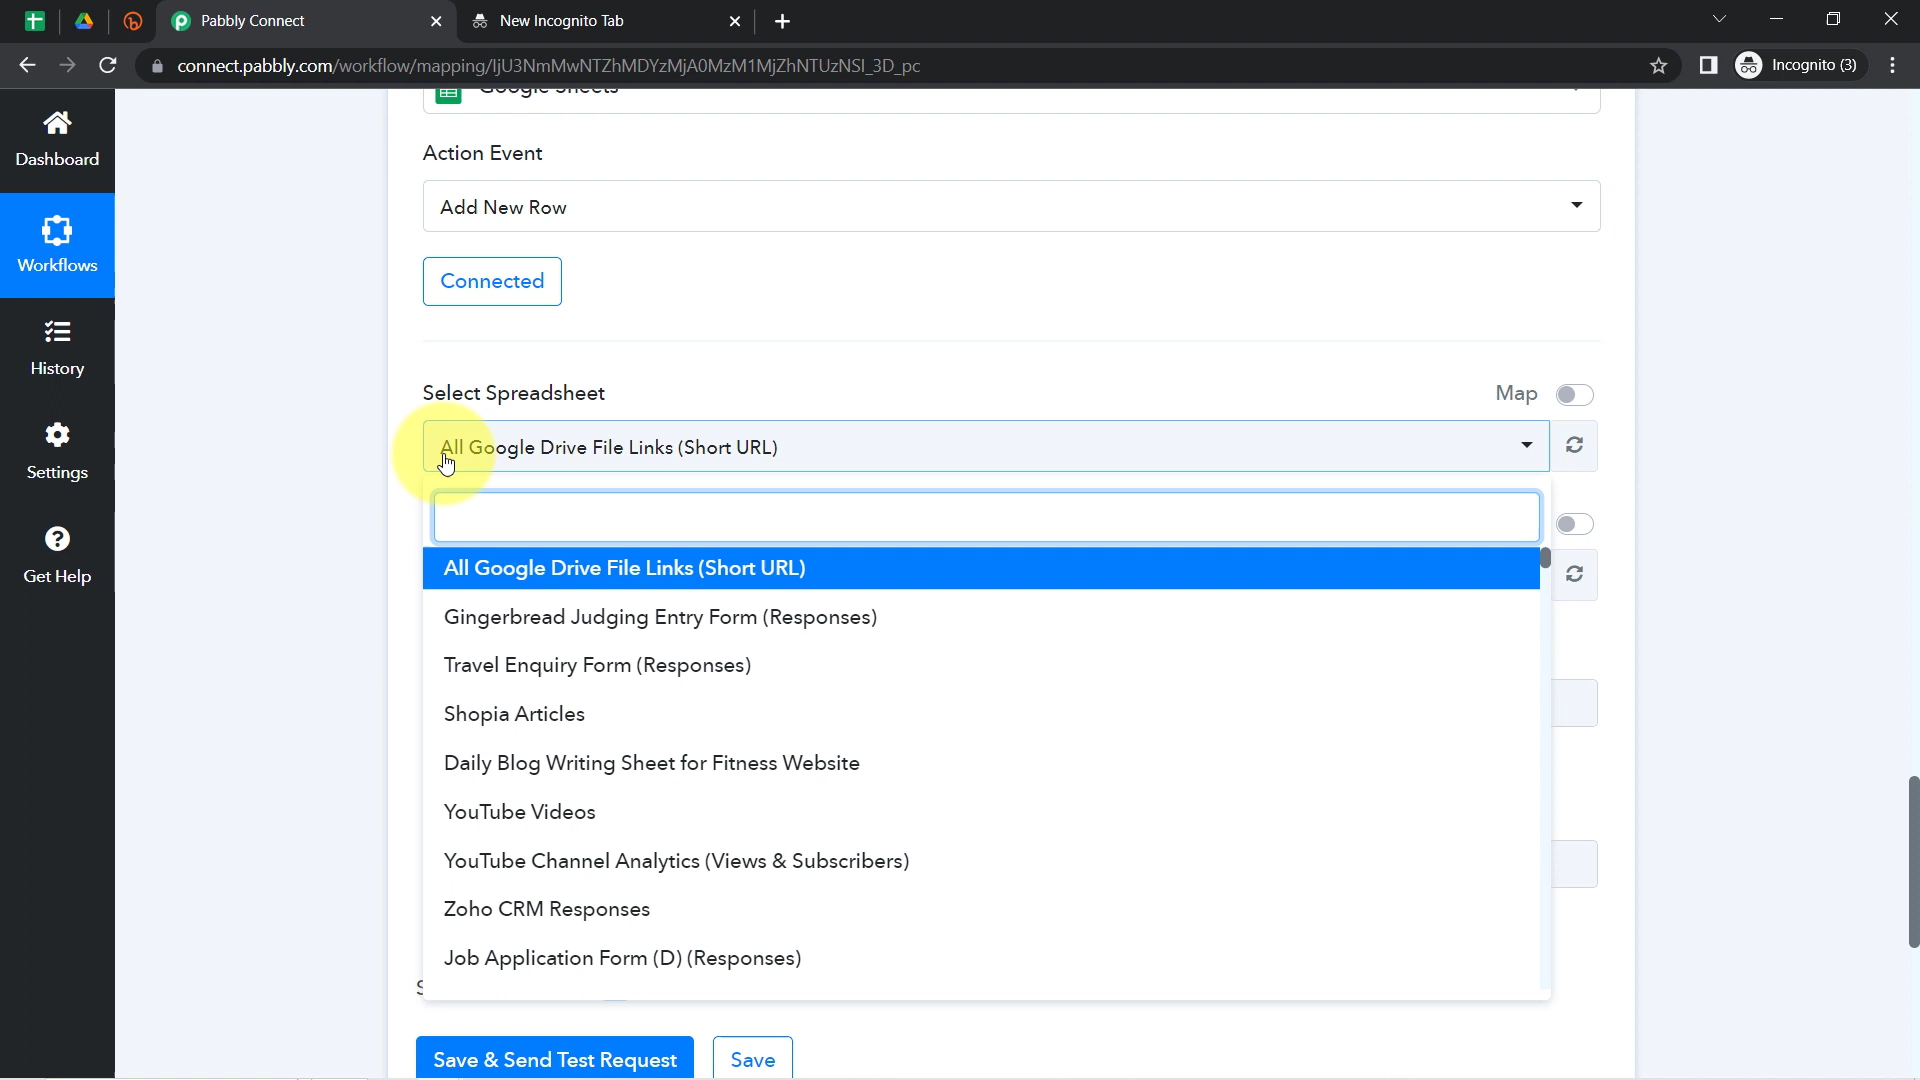 Pabbly Connect
New Incognito Tab
connect.pabbly.com/workflow/mapping/IjU3NmMwNTZhMDYzMjA0MzM1MjZhNTUzNSI_3D_pc
Incognito (3)
Dashboard
Workflows
History
Settings
Get Help
Google Sheets
Action Event
Add New Row
Connected
Select Spreadsheet
Map
All Google Drive File Links (Short URL)
All Google Drive File Links (Short URL)
Gingerbread Judging Entry Form (Responses)
Travel Enquiry Form (Responses)
Shopia Articles
Daily Blog Writing Sheet for Fitness Website
YouTube Videos
YouTube Channel Analytics (Views & Subscribers)
Zoho CRM Responses
Job Application Form (D) (Responses)
Save & Send Test Request
Save